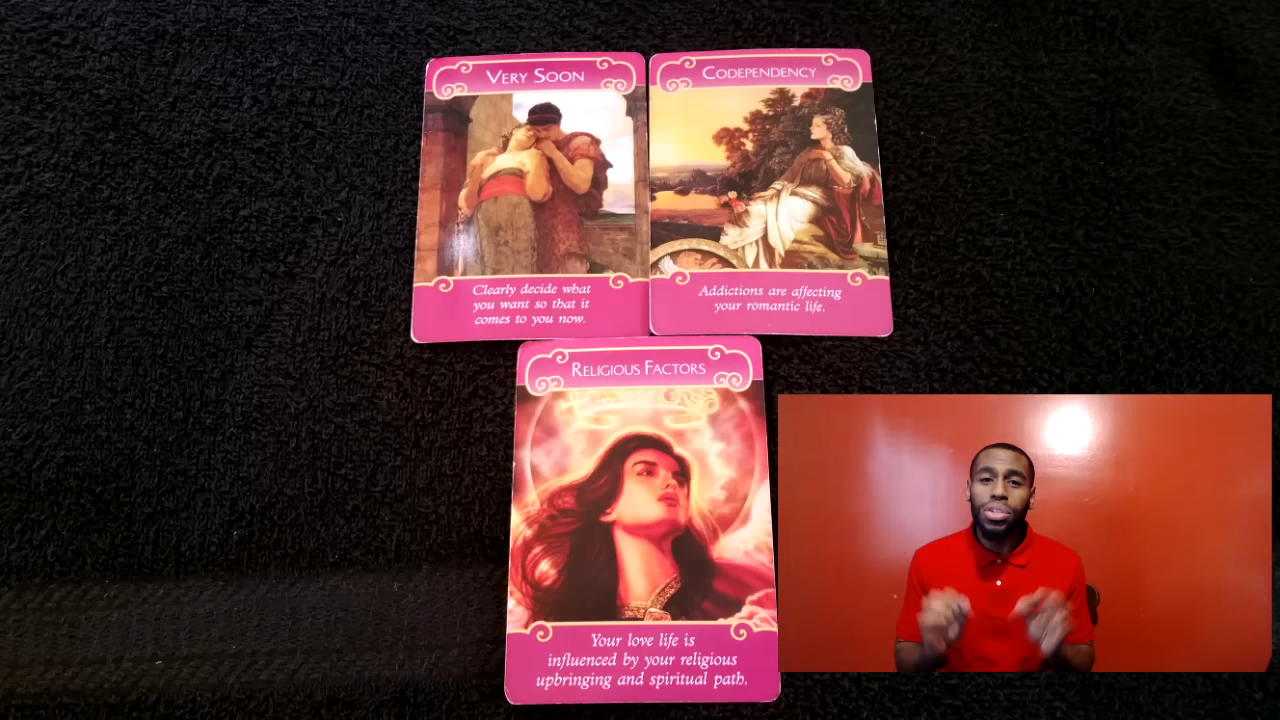 VERY SOON
Clearly decide what
you want so that it
comes to you now.
CODEPENDENCY
Addictions are affecting
your romantic life.
RELIGIOUS FACTORS
Your love life is
influenced by your religious
upbringing and spiritual path.